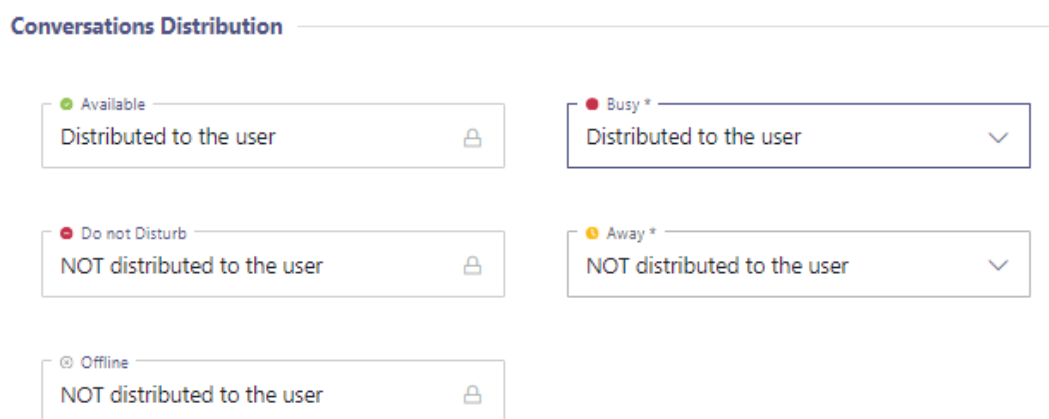 Conversations Distribution
Available
Distributed to the user
Busy *
Distributed to the user
Do not Disturb
NOT distributed to the user
Away *
NOT distributed to the user
Offline
NOT distributed to the user